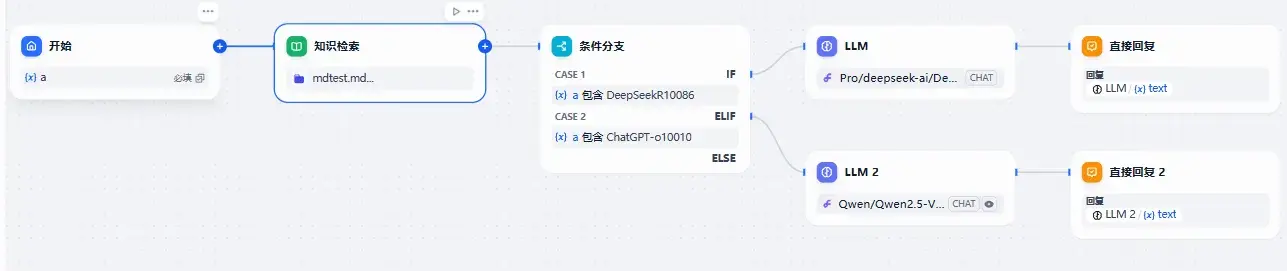 开始
{x} a 必填
知识检索
mdtest.md...
条件分支
CASE 1 IF
{x} a 包含 DeepSeekR10086
CASE 2 ELIF
{x} a 包含 ChatGPT-o10010
ELSE
LLM
Pro/deepseek-ai/De... CHAT
直接回复
回复
LLM / {x} text
LLM 2
Qwen/Qwen2.5-V... CHAT
直接回复 2
回复
LLM 2 / {x} text